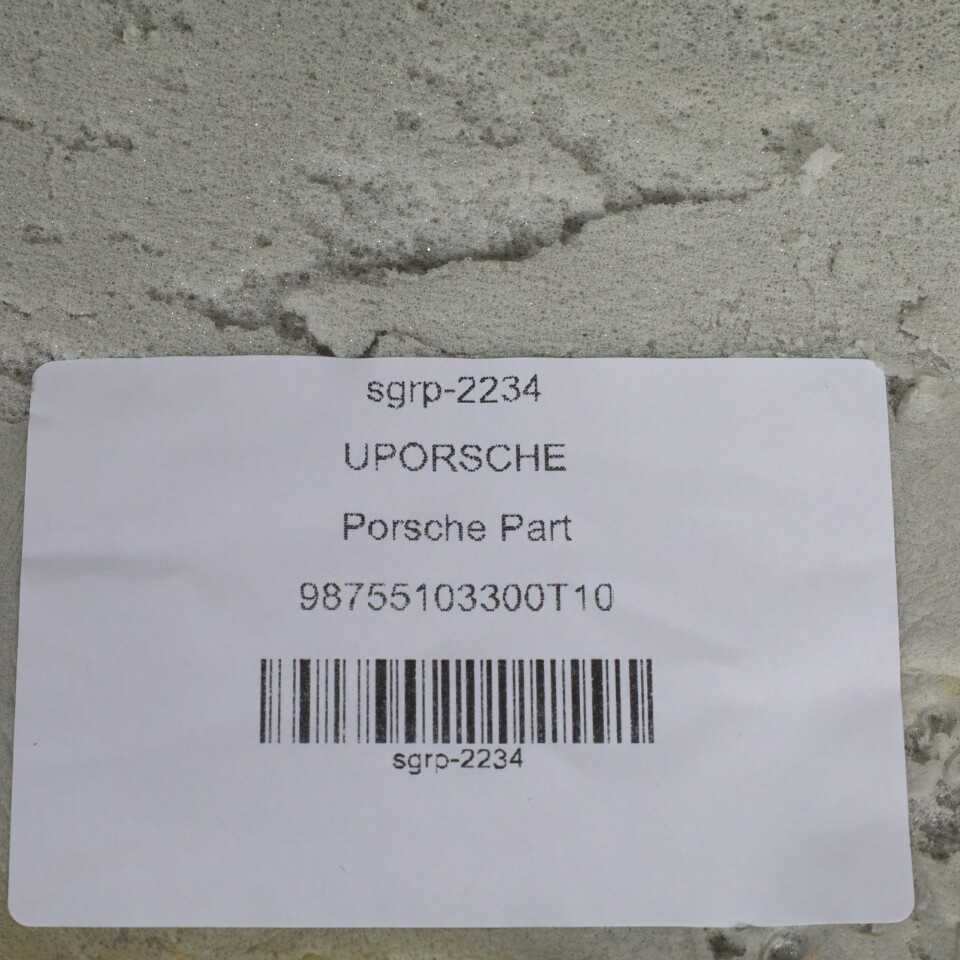 sgrp-2234
UPORSCHE
Porsche Part
98755103300T10
sgrp-2234